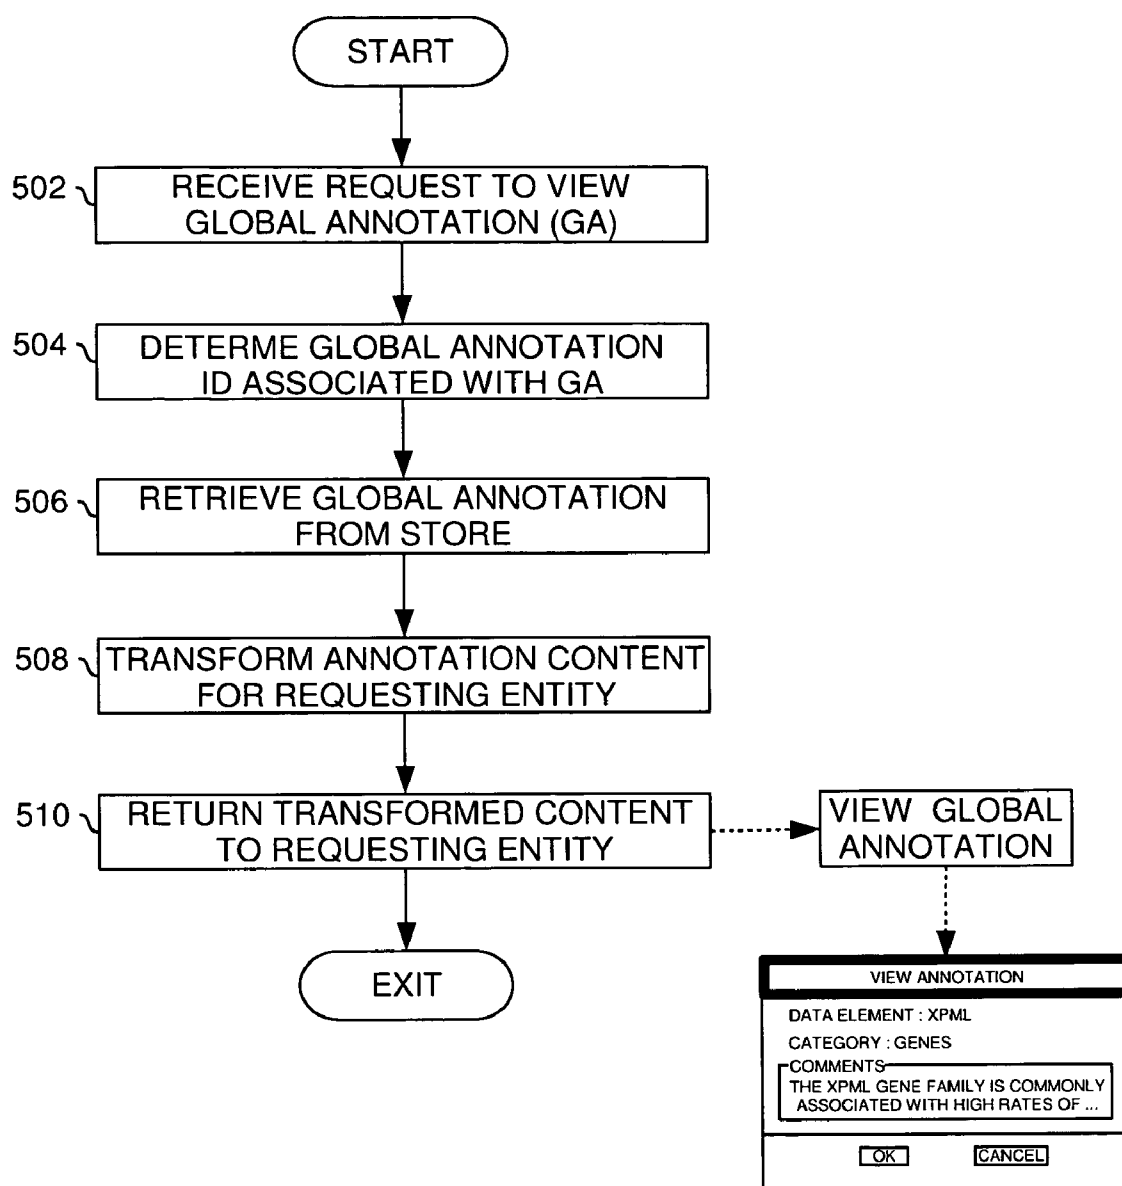 START
502
RECEIVE REQUEST TO VIEW
GLOBAL ANNOTATION (GA)
504
DETERME GLOBAL ANNOTATION
ID ASSOCIATED WITH GA
506
RETRIEVE GLOBAL ANNOTATION
FROM STORE
508
TRANSFORM ANNOTATION CONTENT
FOR REQUESTING ENTITY
510
RETURN TRANSFORMED CONTENT
TO REQUESTING ENTITY
VIEW GLOBAL
ANNOTATION
EXIT
VIEW ANNOTATION
DATA ELEMENT : XPML
CATEGORY : GENES
COMMENTS
THE XPML GENE FAMILY IS COMMONLY
ASSOCIATED WITH HIGH RATES OF ...
OK CANCEL